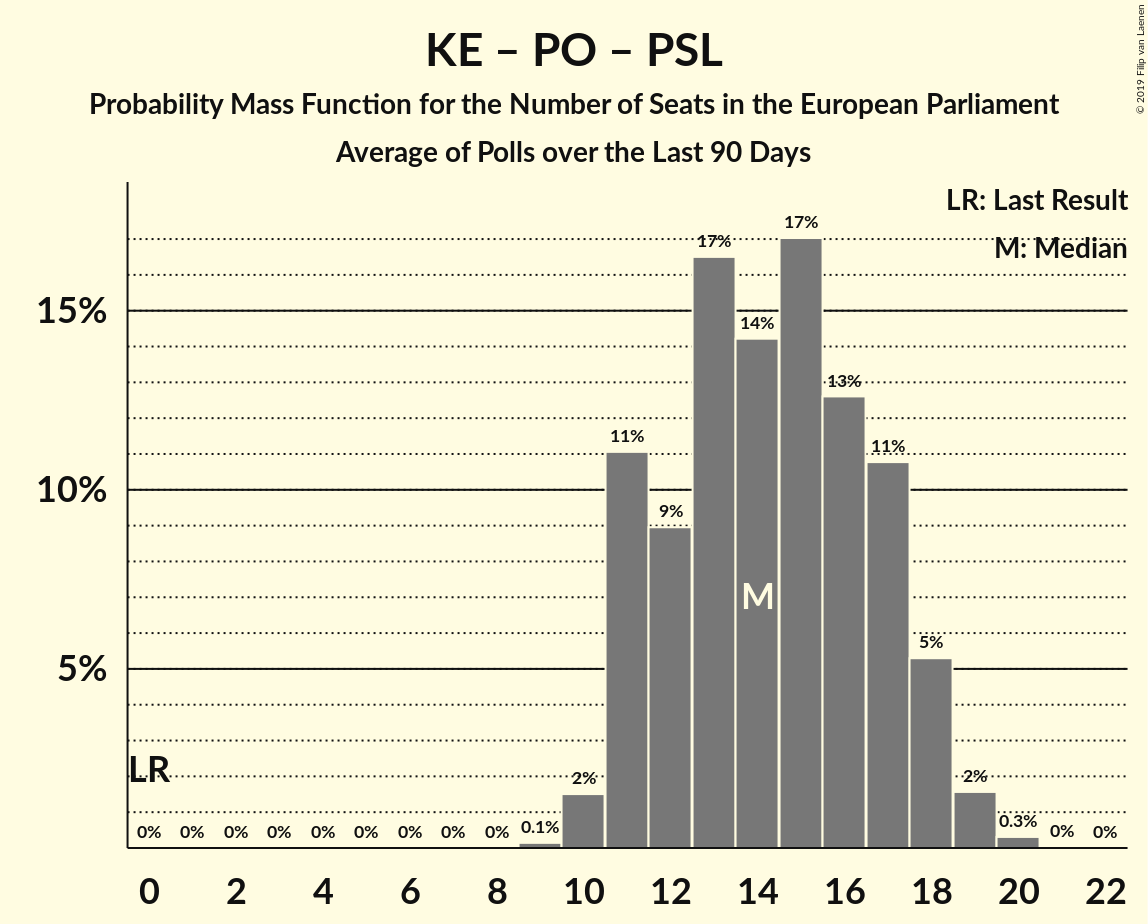 KE – PO – PSL
Probability Mass Function for the Number of Seats in the European Parliament
Average of Polls over the Last 90 Days
© 2019 Filip van Laenen
LR: Last Result
M: Median
15%
10%
5%
LR
M
0% 0% 0% 0% 0% 0% 0% 0% 0% 0.1% 2% 11% 9% 17% 14% 17% 13% 11% 5% 2% 0.3% 0% 0%
0 2 4 6 8 10 12 14 16 18 20 22